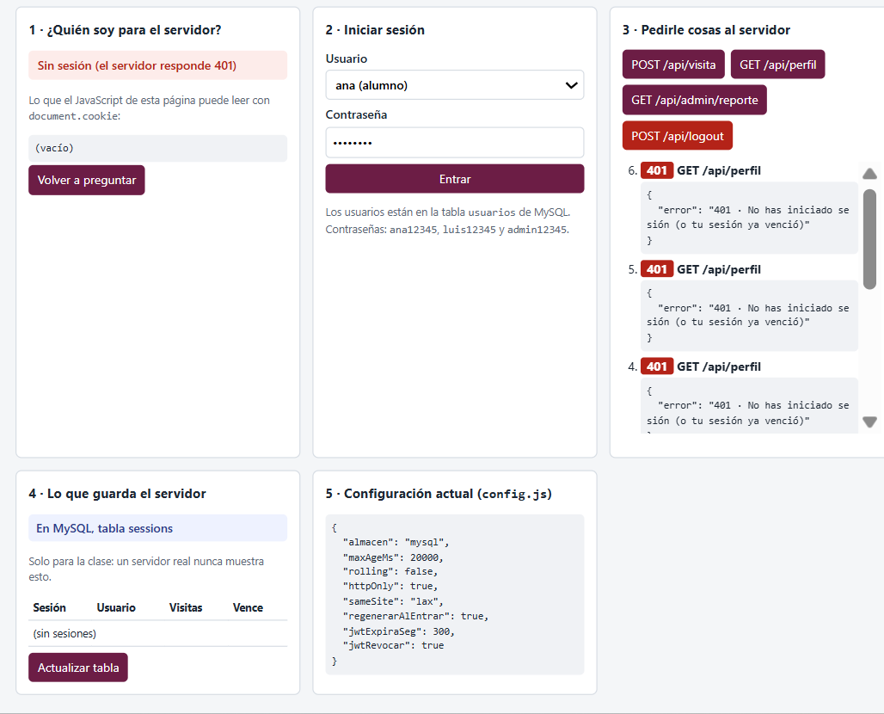 1 · ¿Quién soy para el servidor?
Sin sesión (el servidor responde 401)
Lo que el JavaScript de esta página puede leer con
document.cookie:
(vacío)
Volver a preguntar
2 · Iniciar sesión
Usuario
ana (alumno)
Contraseña
••••••••
Entrar
Los usuarios están en la tabla usuarios de MySQL.
Contraseñas: ana12345, luis12345 y admin12345.
3 · Pedirle cosas al servidor
POST /api/visita
GET /api/perfil
GET /api/admin/reporte
POST /api/logout
6. 401 GET /api/perfil
{
"error": "401 · No has iniciado se
sión (o tu sesión ya venció)"
}
5. 401 GET /api/perfil
{
"error": "401 · No has iniciado se
sión (o tu sesión ya venció)"
}
4. 401 GET /api/perfil
{
"error": "401 · No has iniciado se
sión (o tu sesión ya venció)"
4 · Lo que guarda el servidor
En MySQL, tabla sessions
Solo para la clase: un servidor real nunca muestra
esto.
Sesión Usuario Visitas Vence
(sin sesiones)
Actualizar tabla
5 · Configuración actual (config.js)
{
"almacen": "mysql",
"maxAgeMs": 20000,
"rolling": false,
"httpOnly": true,
"sameSite": "lax",
"regenerarAlEntrar": true,
"jwtExpiraSeg": 300,
"jwtRevocar": true
}